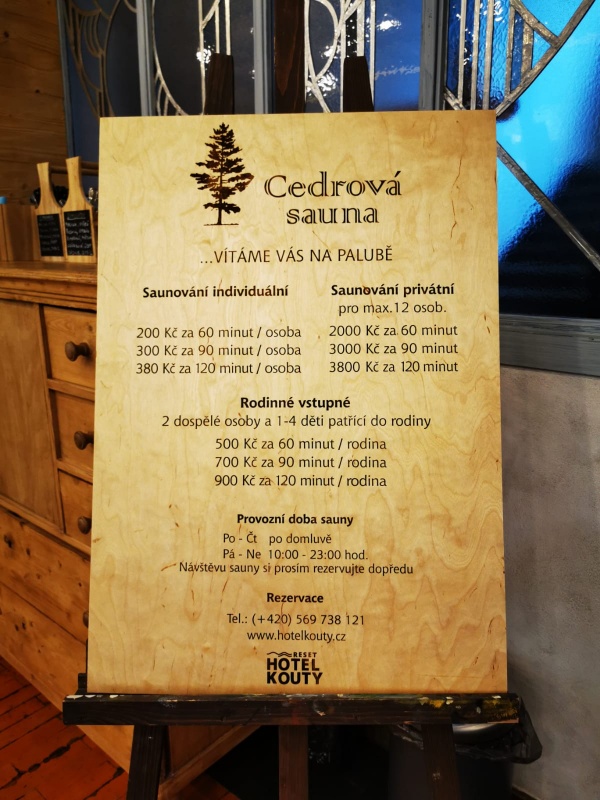 Cedrová
sauna
...VÍTÁME VÁS NA PALUBĚ
Saunování individuální
200 Kč za 60 minut / osoba
300 Kč za 90 minut / osoba
380 Kč za 120 minut / osoba
Saunování privátní
pro max.12 osob.
2000 Kč za 60 minut
3000 Kč za 90 minut
3800 Kč za 120 minut
Rodinné vstupné
2 dospělé osoby a 1-4 děti patřící do rodiny
500 Kč za 60 minut / rodina
700 Kč za 90 minut / rodina
900 Kč za 120 minut / rodina
Provozní doba sauny
Po - Čt po domluvě
Pá - Ne 10:00 - 23:00 hod.
Návštěvu sauny si prosím rezervujte dopředu
Rezervace
Tel.: (+420) 569 738 121
www.hotelkouty.cz
RESET
HOTEL
KOUTY